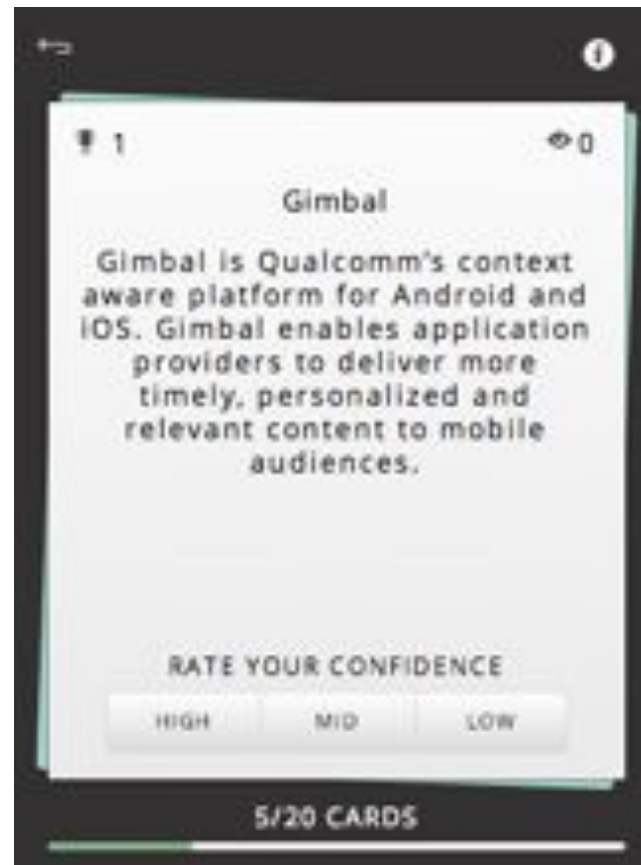 1
0
Gimbal
Gimbal is Qualcomm's context
aware platform for Android and
iOS. Gimbal enables application
providers to deliver more
timely, personalized and
relevant content to mobile
audiences.
RATE YOUR CONFIDENCE
HIGH MID LOW
5/20 CARDS